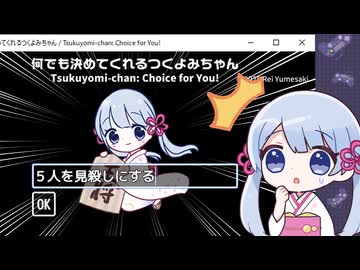 めてくれるつくよみちゃん / Tsukuyomi-chan: Choice for You!
何でも決めてくれるつくよみちゃん
Tsukuyomi-chan: Choice for You!
Rei Yumesaki
将
５人を見殺しにする
OK